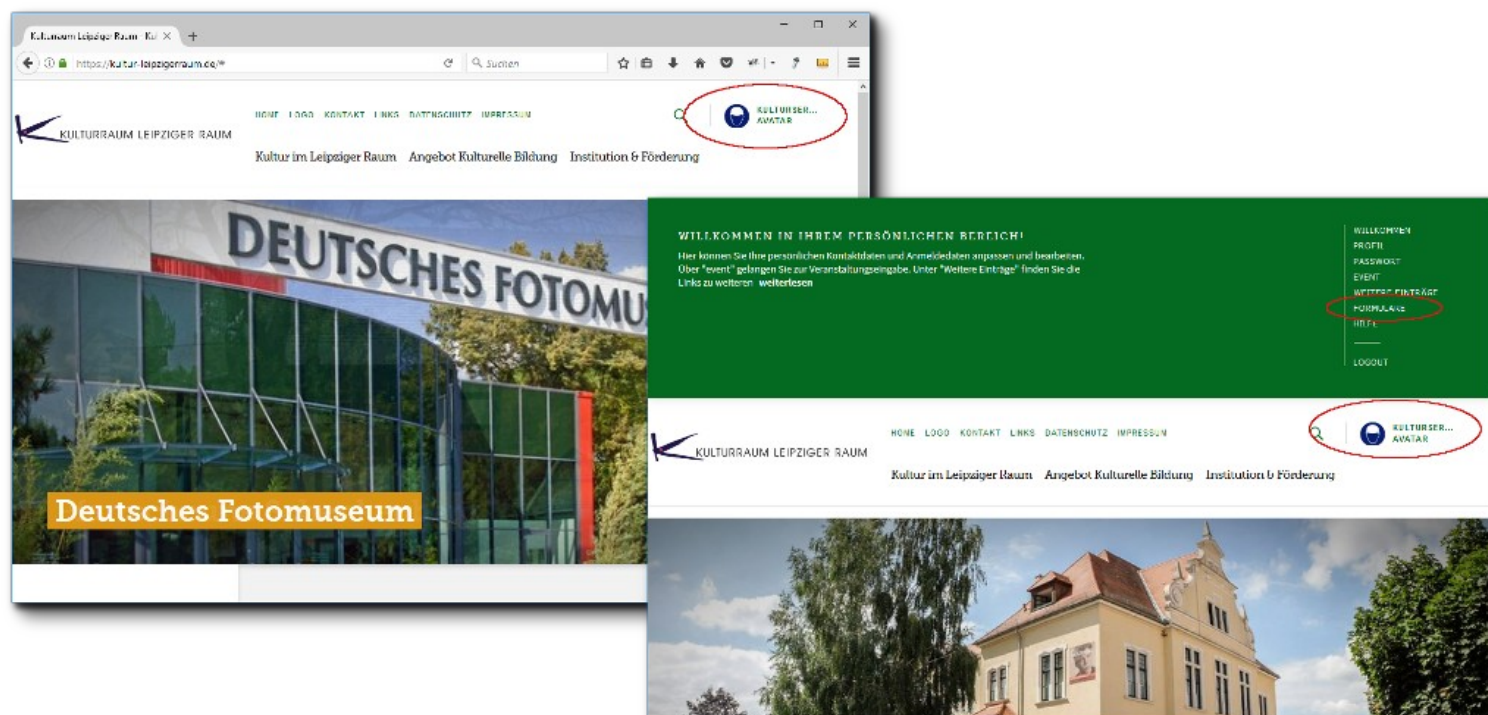 Kulturraum Leipziger Raum - Kul
https://kultur-leipzigerraum.de/#
Suchen
HOME LOGO KONTAKT LINKS DATENSCHUTZ IMPRESSUM
KULTURSER...
AVATAR
KULTURRAUM LEIPZIGER RAUM
Kultur im Leipziger Raum Angebot Kulturelle Bildung Institution & Förderung
DEUTSCHES FOTOMUS
Deutsches Fotomuseum
WILLKOMMEN IN IHREM PERSÖNLICHEN BEREICH!
Hier können Sie Ihre persönlichen Kontaktdaten und Anmeldedaten anpassen und bearbeiten.
Über "event" gelangen Sie zur Veranstaltungseingabe. Unter "Weitere Einträge" finden Sie die
Links zu weiteren weiterlesen
WILLKOMMEN
PROFIL
PASSWORT
EVENT
WEITERE EINTRÄGE
FORMULARE
HILFE
LOGOUT
HOME LOGO KONTAKT LINKS DATENSCHUTZ IMPRESSUM
KULTURSER...
AVATAR
KULTURRAUM LEIPZIGER RAUM
Kultur im Leipziger Raum Angebot Kulturelle Bildung Institution & Förderung